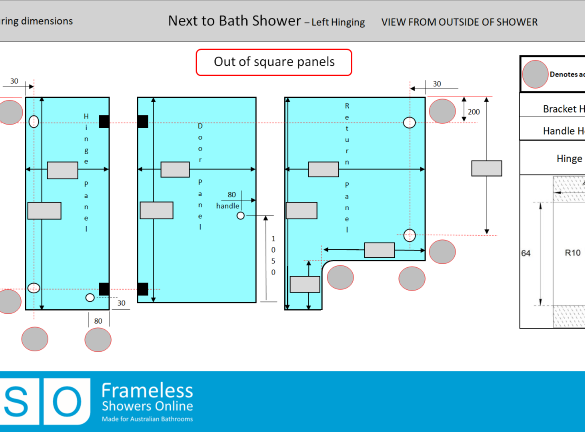 ring dimensions
Next to Bath Shower – Left Hinging VIEW FROM OUTSIDE OF SHOWER
Out of square panels
30
30
Denotes ac
200
Bracket H
Handle H
Hinge
Hinge Panel
Door Panel
Return Panel
80
handle
1050
64
R10
30
80
SO
Frameless
Showers Online
Made for Australian Bathrooms